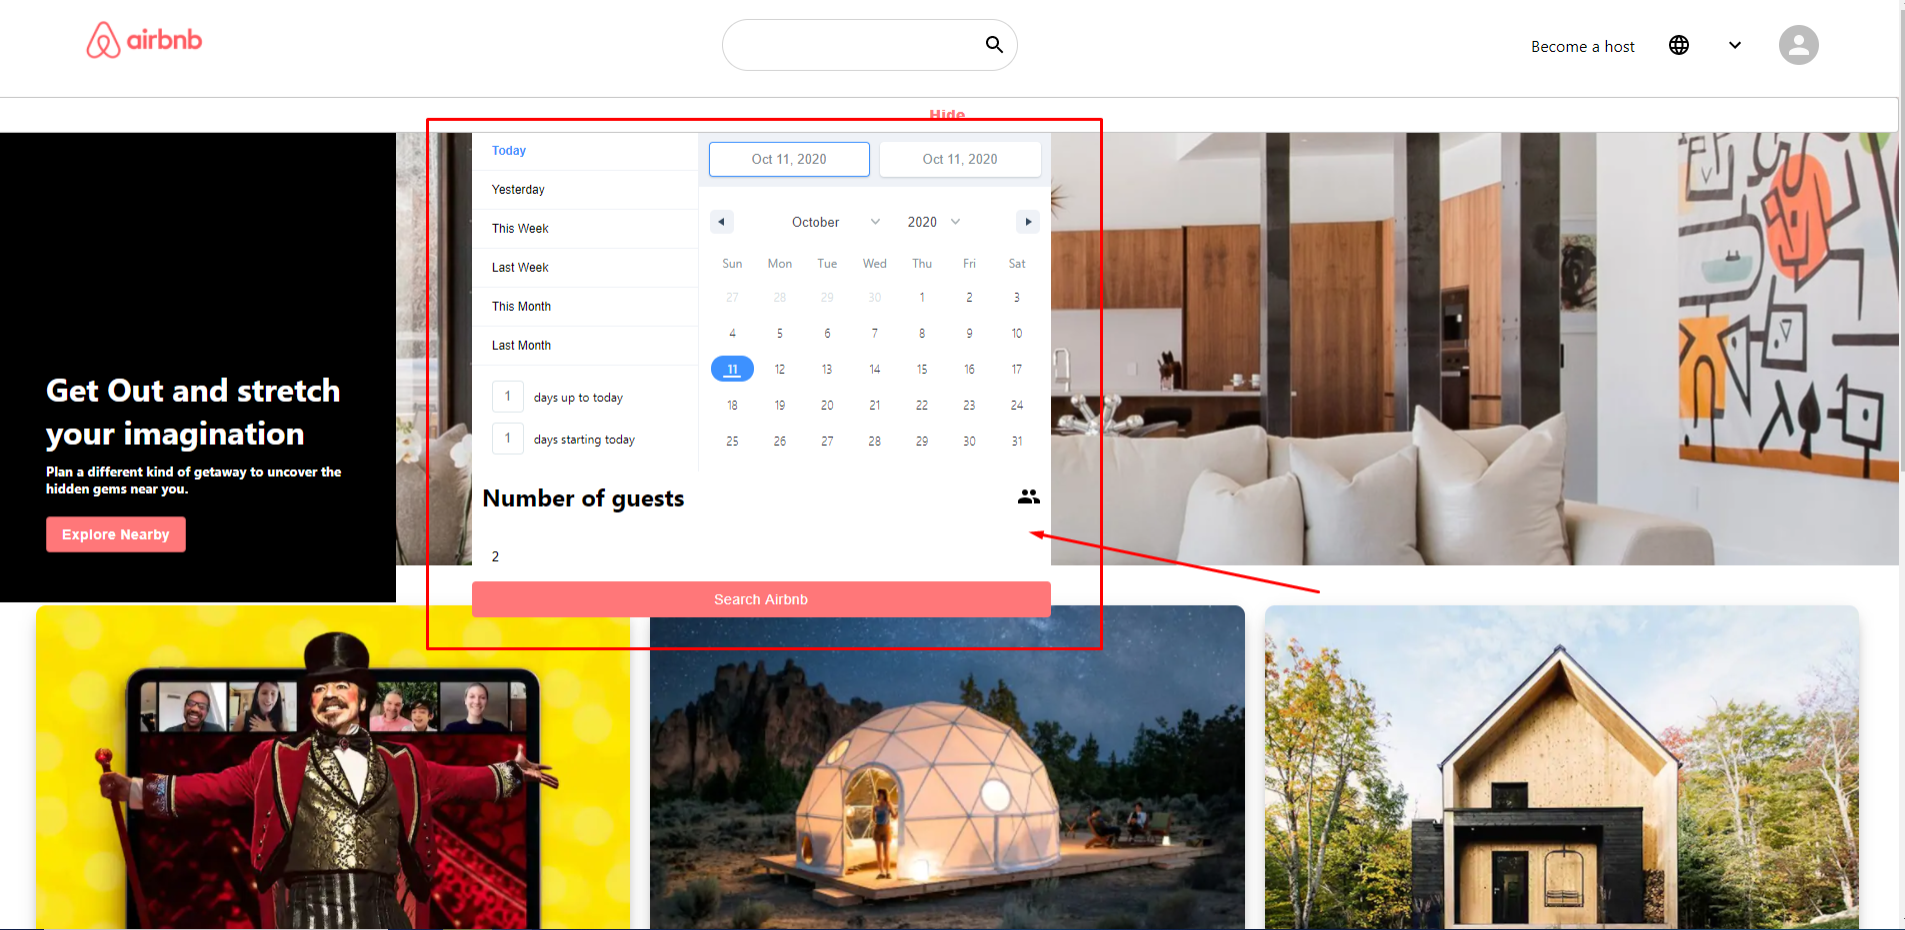 airbnb
Become a host
Hide
Today
Oct 11, 2020
Oct 11, 2020
Yesterday
This Week
Last Week
This Month
Last Month
1 days up to today
1 days starting today
October 2020
Sun Mon Tue Wed Thu Fri Sat
27 28 29 30 1 2 3
4 5 6 7 8 9 10
11 12 13 14 15 16 17
18 19 20 21 22 23 24
25 26 27 28 29 30 31
Number of guests
2
Search Airbnb
Get Out and stretch
your imagination
Plan a different kind of getaway to uncover the
hidden gems near you.
Explore Nearby